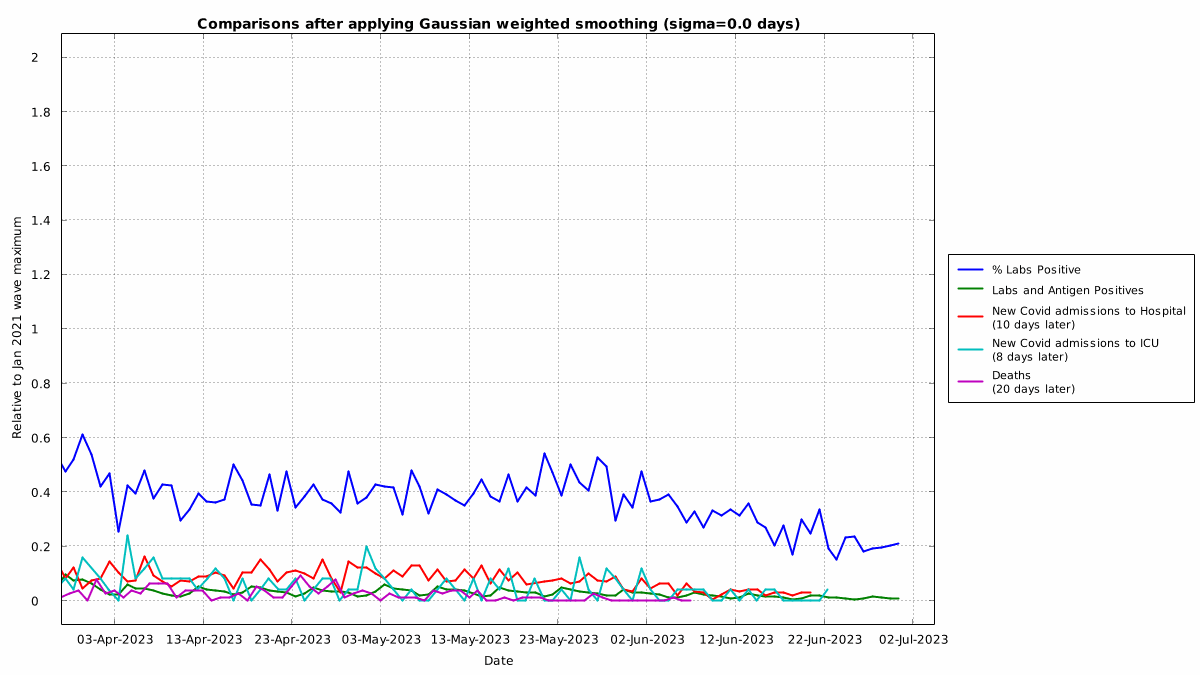 Comparisons after applying Gaussian weighted smoothing (sigma=0.0 days)
Relative to Jan 2021 wave maximum
2
1.8
1.6
1.4
1.2
1
0.8
0.6
0.4
0.2
0
03-Apr-2023 13-Apr-2023 23-Apr-2023 03-May-2023 13-May-2023 23-May-2023 02-Jun-2023 12-Jun-2023 22-Jun-2023 02-Jul-2023
Date
% Labs Positive
Labs and Antigen Positives
New Covid admissions to Hospital
(10 days later)
New Covid admissions to ICU
(8 days later)
Deaths
(20 days later)